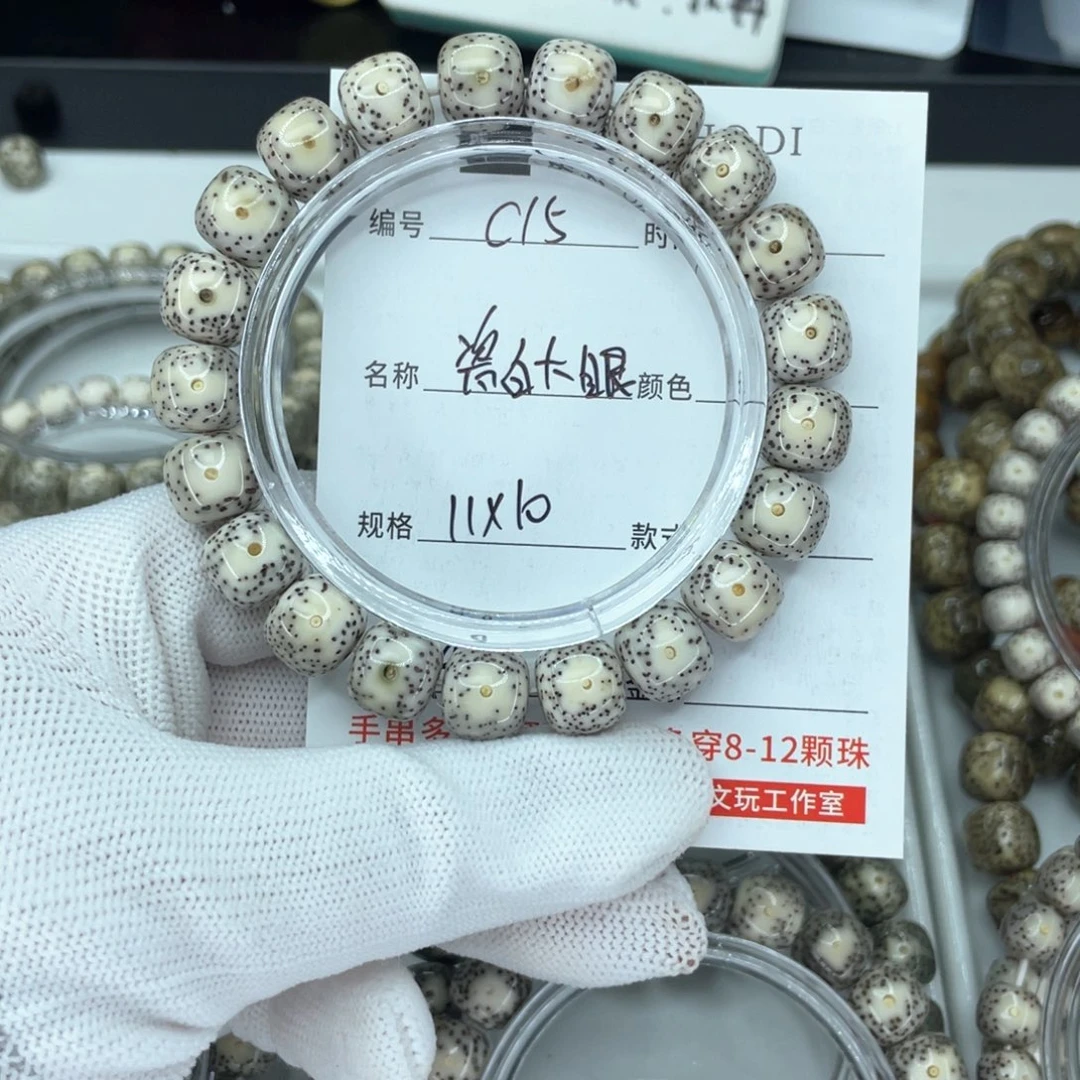 编号 C15 时
名称 瓷白大眼 颜色
规格 11X10 款式
手串多 穿8-12颗珠
文玩工作室